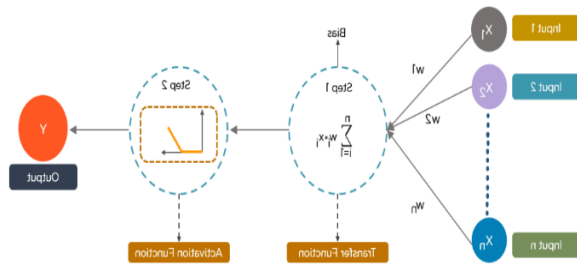 Input 1
X1
Input 2
X2
Input n
Xn
w1
w2
wn
Bias
Step 1
n
∑ wi*xi
i=1
Transfer Function
Step 2
Activation Function
Y
Output